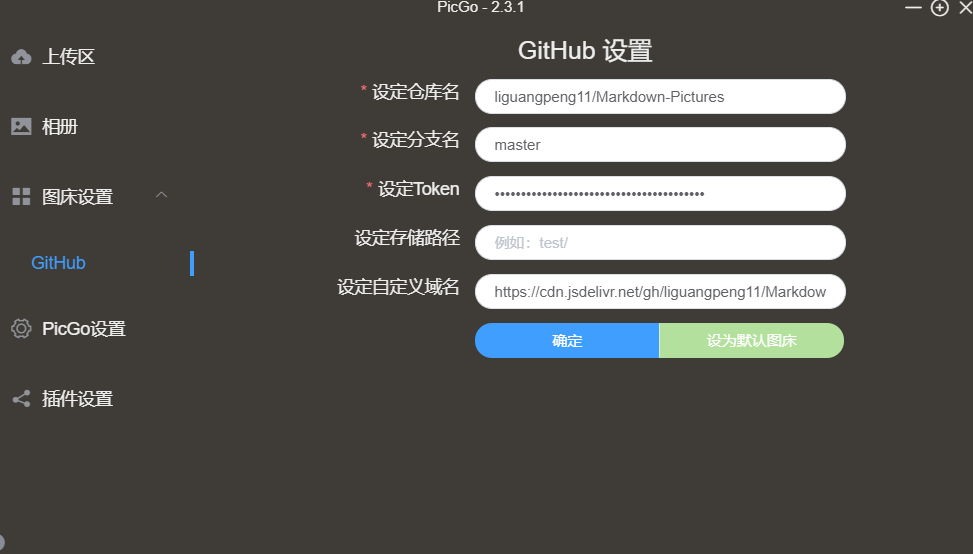 PicGo - 2.3.1
上传区
相册
图床设置
GitHub
PicGo设置
插件设置
GitHub 设置
* 设定仓库名 liguangpeng11/Markdown-Pictures
* 设定分支名 master
* 设定Token ••••••••••••••••••••••••••••••••••••••••
设定存储路径 例如：test/
设定自定义域名 https://cdn.jsdelivr.net/gh/liguangpeng11/Markdow
确定 设为默认图床